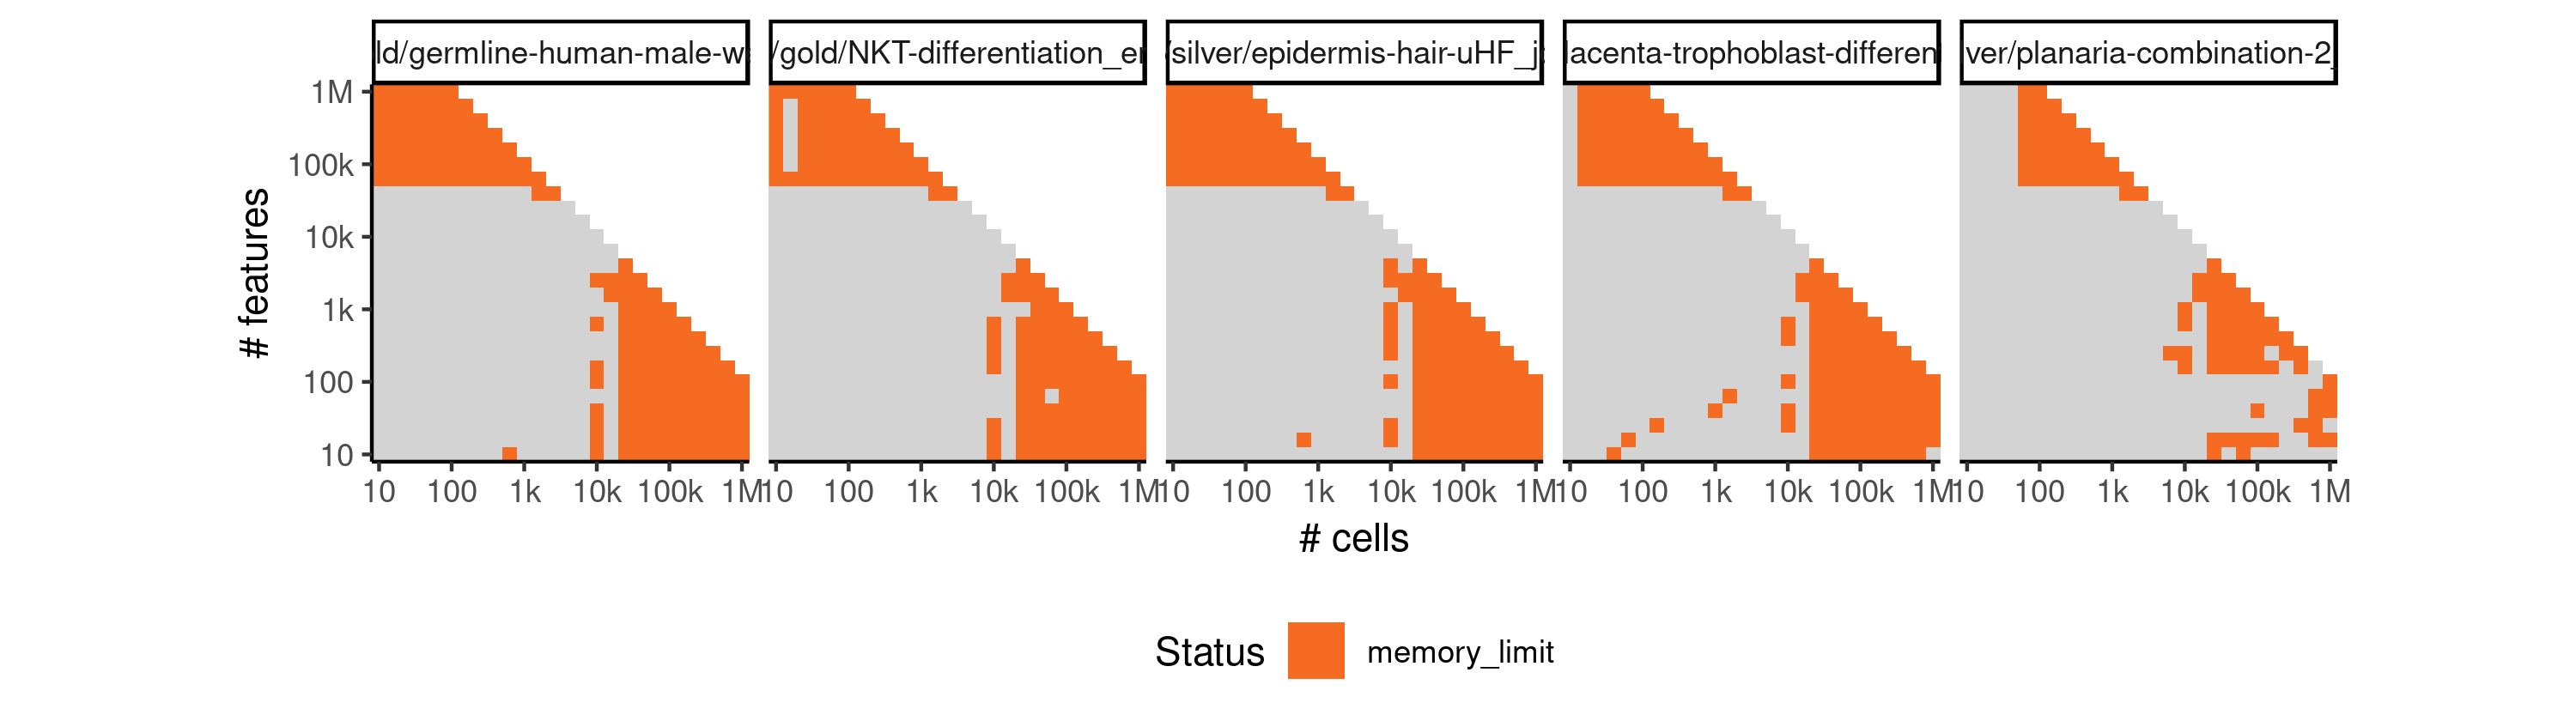 ld/germline-human-male-w
/gold/NKT-differentiation_er
/silver/epidermis-hair-uHF_j
lacenta-trophoblast-differen
ver/planaria-combination-2
1M
100k
10k
1k
100
10
# features
10 100 1k 10k 100k 1M
10 100 1k 10k 100k 1M
10 100 1k 10k 100k 1M
10 100 1k 10k 100k 1M
10 100 1k 10k 100k 1M
# cells
Status
memory_limit